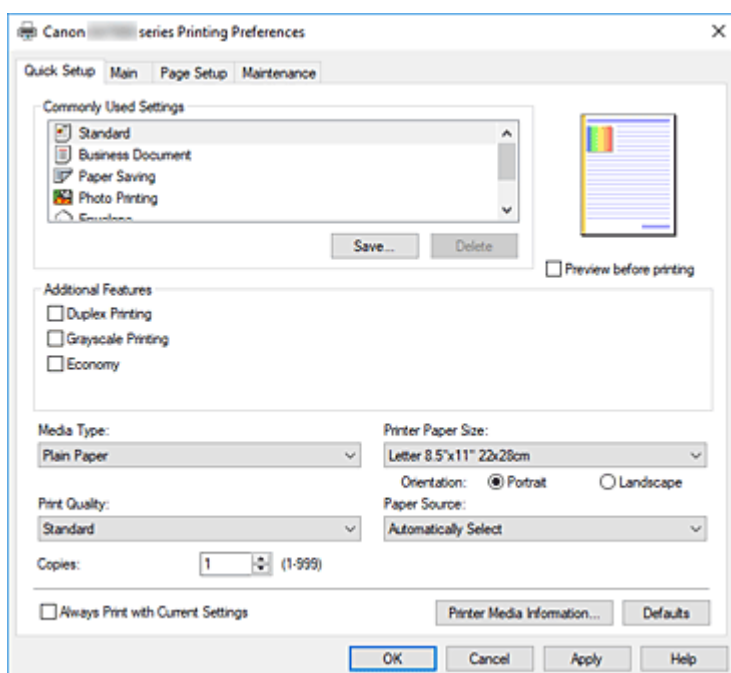 Canon series Printing Preferences
Quick Setup Main Page Setup Maintenance
Commonly Used Settings
Standard
Business Document
Paper Saving
Photo Printing
Save... Delete
Preview before printing
Additional Features
Duplex Printing
Grayscale Printing
Economy
Media Type: Printer Paper Size:
Plain Paper Letter 8.5"x11" 22x28cm
Orientation: Portrait Landscape
Print Quality: Paper Source:
Standard Automatically Select
Copies: 1 (1-999)
Always Print with Current Settings Printer Media Information... Defaults
OK Cancel Apply Help